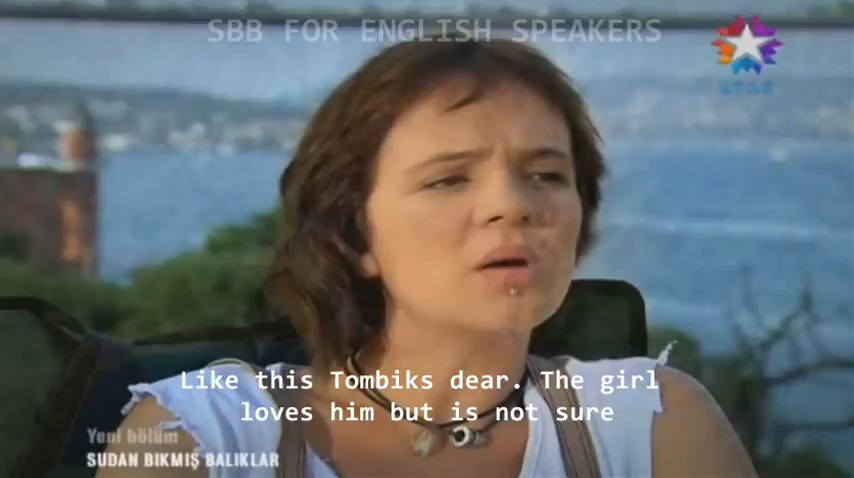 SBB FOR ENGLISH SPEAKERS
STAR
Like this Tombiks dear. The girl
loves him but is not sure
Yeni bölüm
SUDAN BIKMIŞ BALIKLAR